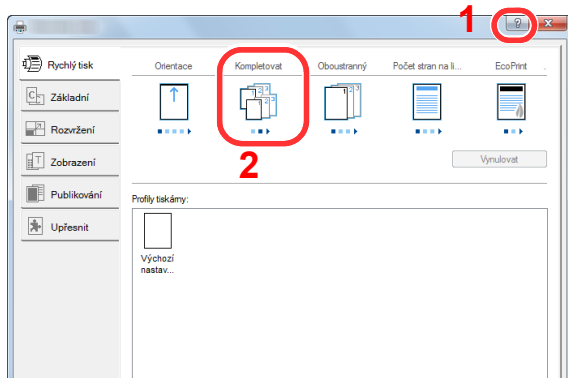 1
?
Rychlý tisk
Základní
Rozvržení
Zobrazení
Publikování
Upřesnit
Orientace
Kompletovat
Oboustranný
Počet stran na li...
EcoPrint
2
Vynulovat
Profily tiskárny:
Výchozí
nastav...